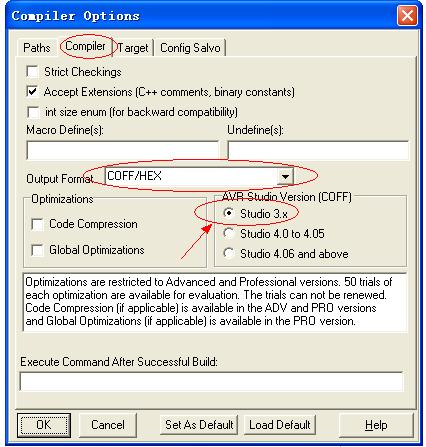 Compiler Options
Paths Compiler Target Config Salvo
Strict Checkings
Accept Extensions (C++ comments, binary constants)
int size enum (for backward compatibility)
Macro Define(s): Undefine(s):
Output Format COFF/HEX
Optimizations
Code Compression
Global Optimizations
AVR Studio Version (COFF)
Studio 3.x
Studio 4.0 to 4.05
Studio 4.06 and above
Optimizations are restricted to Advanced and Professional versions. 50 trials of
each optimization are available for evaluation. The trials can not be renewed.
Code Compression (if applicable) is available in the ADV and PRO versions
and Global Optimizations (if applicable) is available in the PRO version.
Execute Command After Successful Build:
OK Cancel Set As Default Load Default Help